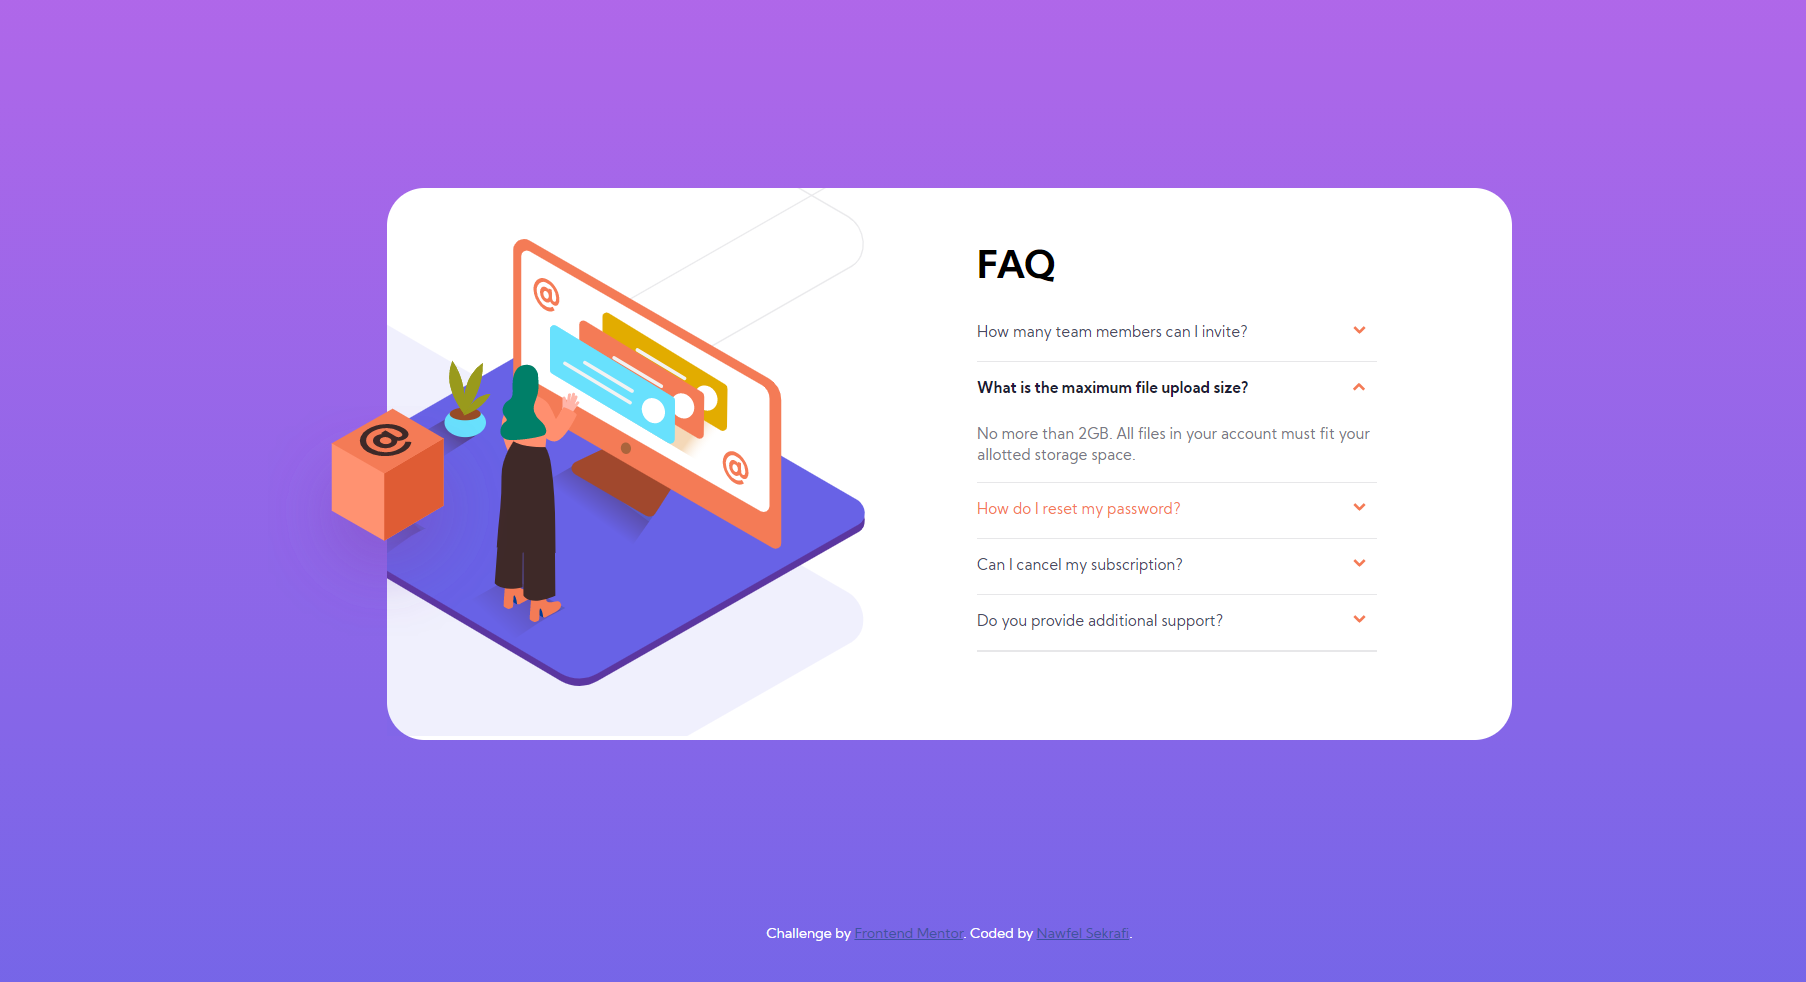 FAQ
How many team members can I invite?
What is the maximum file upload size?
No more than 2GB. All files in your account must fit your
allotted storage space.
How do I reset my password?
Can I cancel my subscription?
Do you provide additional support?
@
@
@
Challenge by Frontend Mentor. Coded by Nawfel Sekrafi.